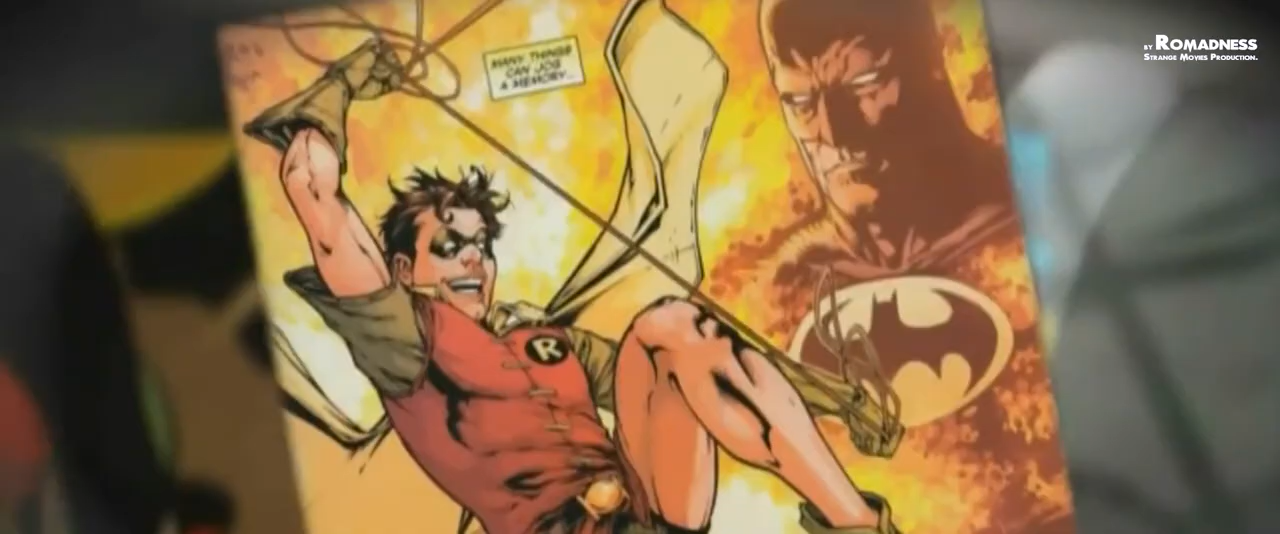 BY ROMADNESS
STRANGE MOVIES PRODUCTION.
MANY THINGS
CAN JOG
A MEMORY...
R